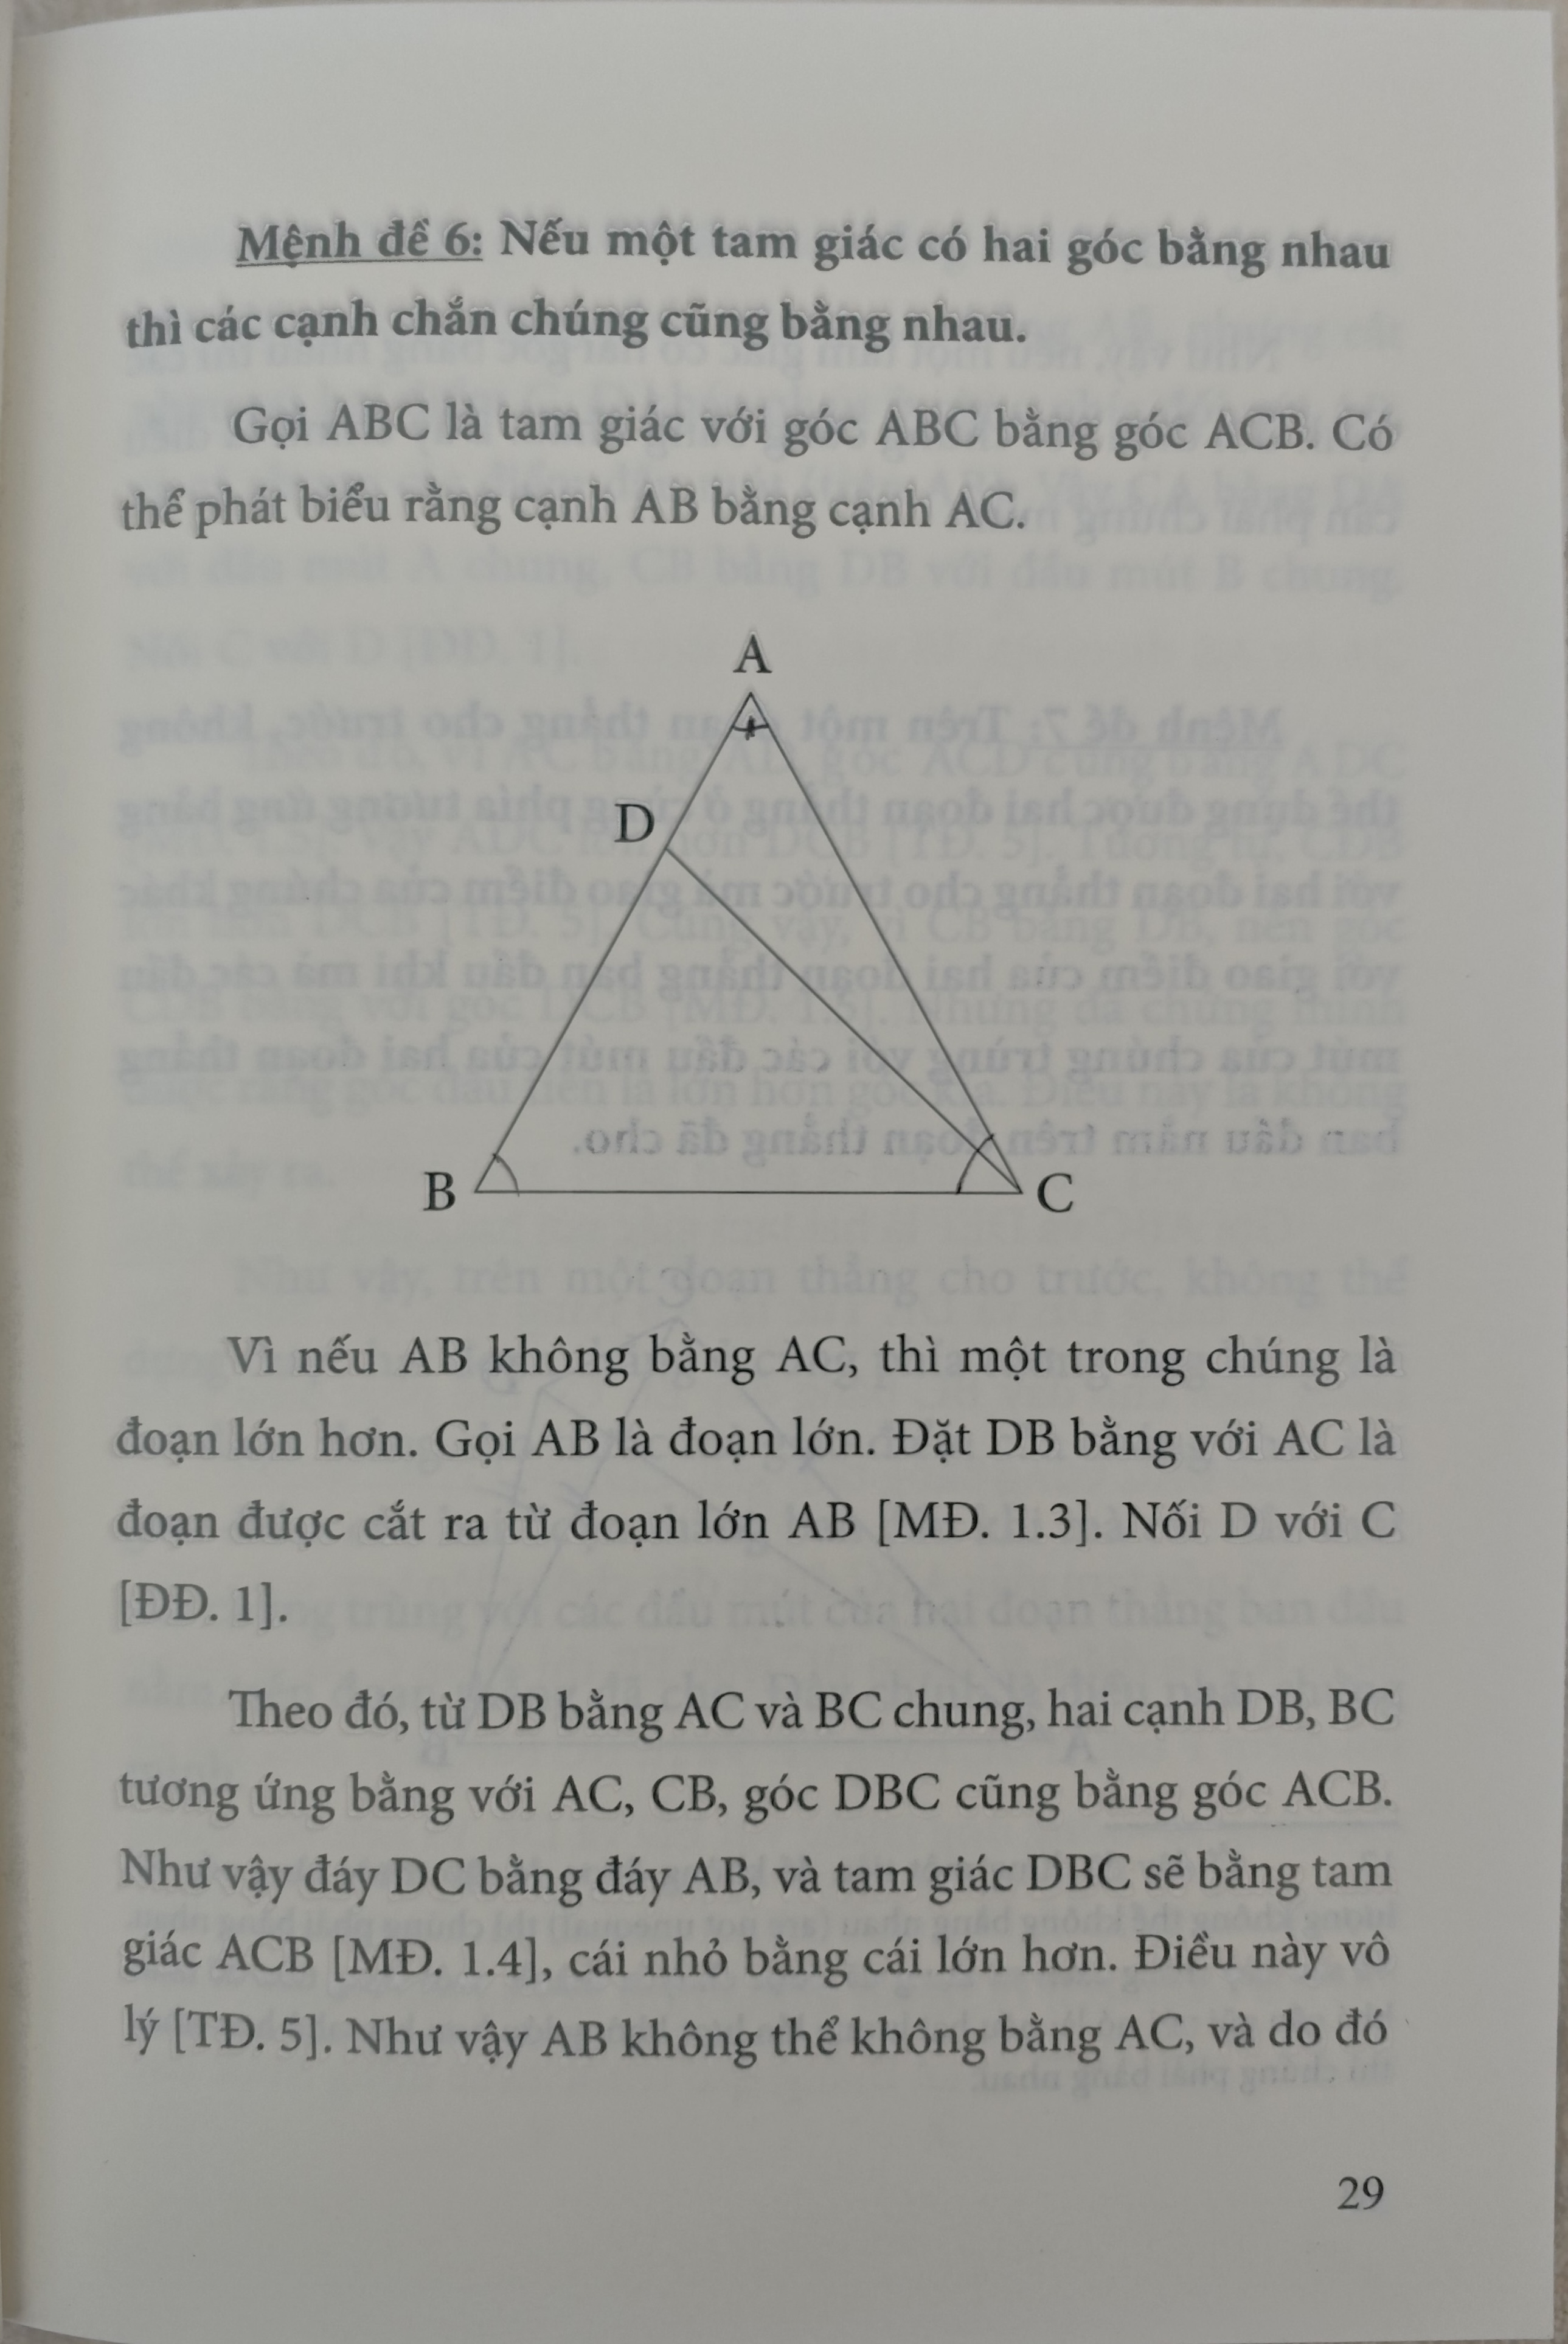 Mệnh đề 6: Nếu một tam giác có hai góc bằng nhau
thì các cạnh chắn chúng cũng bằng nhau.
Gọi ABC là tam giác với góc ABC bằng góc ACB. Có
thể phát biểu rằng cạnh AB bằng cạnh AC.
A
D
B
C
Vì nếu AB không bằng AC, thì một trong chúng là
đoạn lớn hơn. Gọi AB là đoạn lớn. Đặt DB bằng với AC là
đoạn được cắt ra từ đoạn lớn AB [MĐ. 1.3]. Nối D với C
[ĐĐ. 1].
Theo đó, từ DB bằng AC và BC chung, hai cạnh DB, BC
tương ứng bằng với AC, CB, góc DBC cũng bằng góc ACB.
Như vậy đáy DC bằng đáy AB, và tam giác DBC sẽ bằng tam
giác ACB [MĐ. 1.4], cái nhỏ bằng cái lớn hơn. Điều này vô
lý [TĐ. 5]. Như vậy AB không thể không bằng AC, và do đó
29